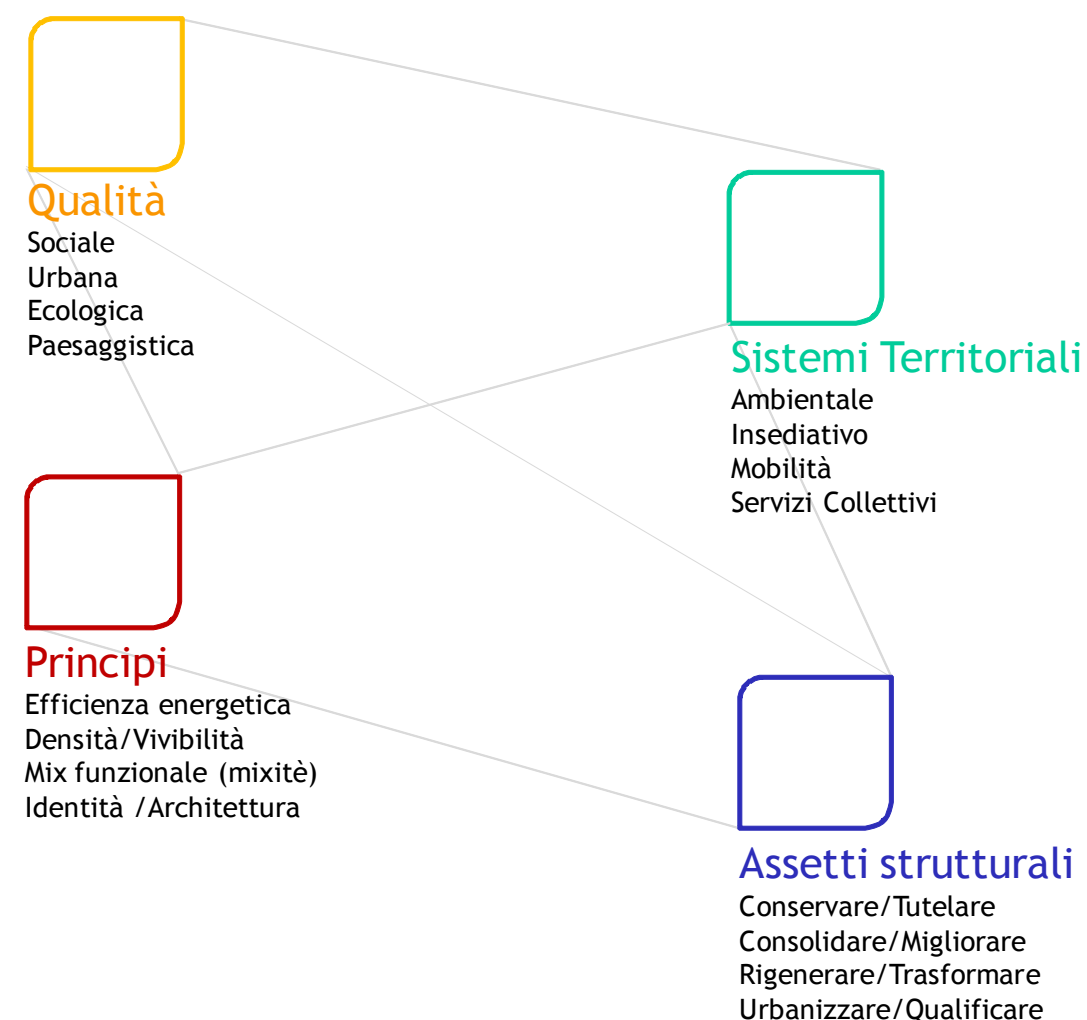 Qualità
Sociale
Urbana
Ecologica
Paesaggistica
Sistemi Territoriali
Ambientale
Insediativo
Mobilità
Servizi Collettivi
Principi
Efficienza energetica
Densità/Vivibilità
Mix funzionale (mixitè)
Identità /Architettura
Assetti strutturali
Conservare/Tutelare
Consolidare/Migliorare
Rigenerare/Trasformare
Urbanizzare/Qualificare